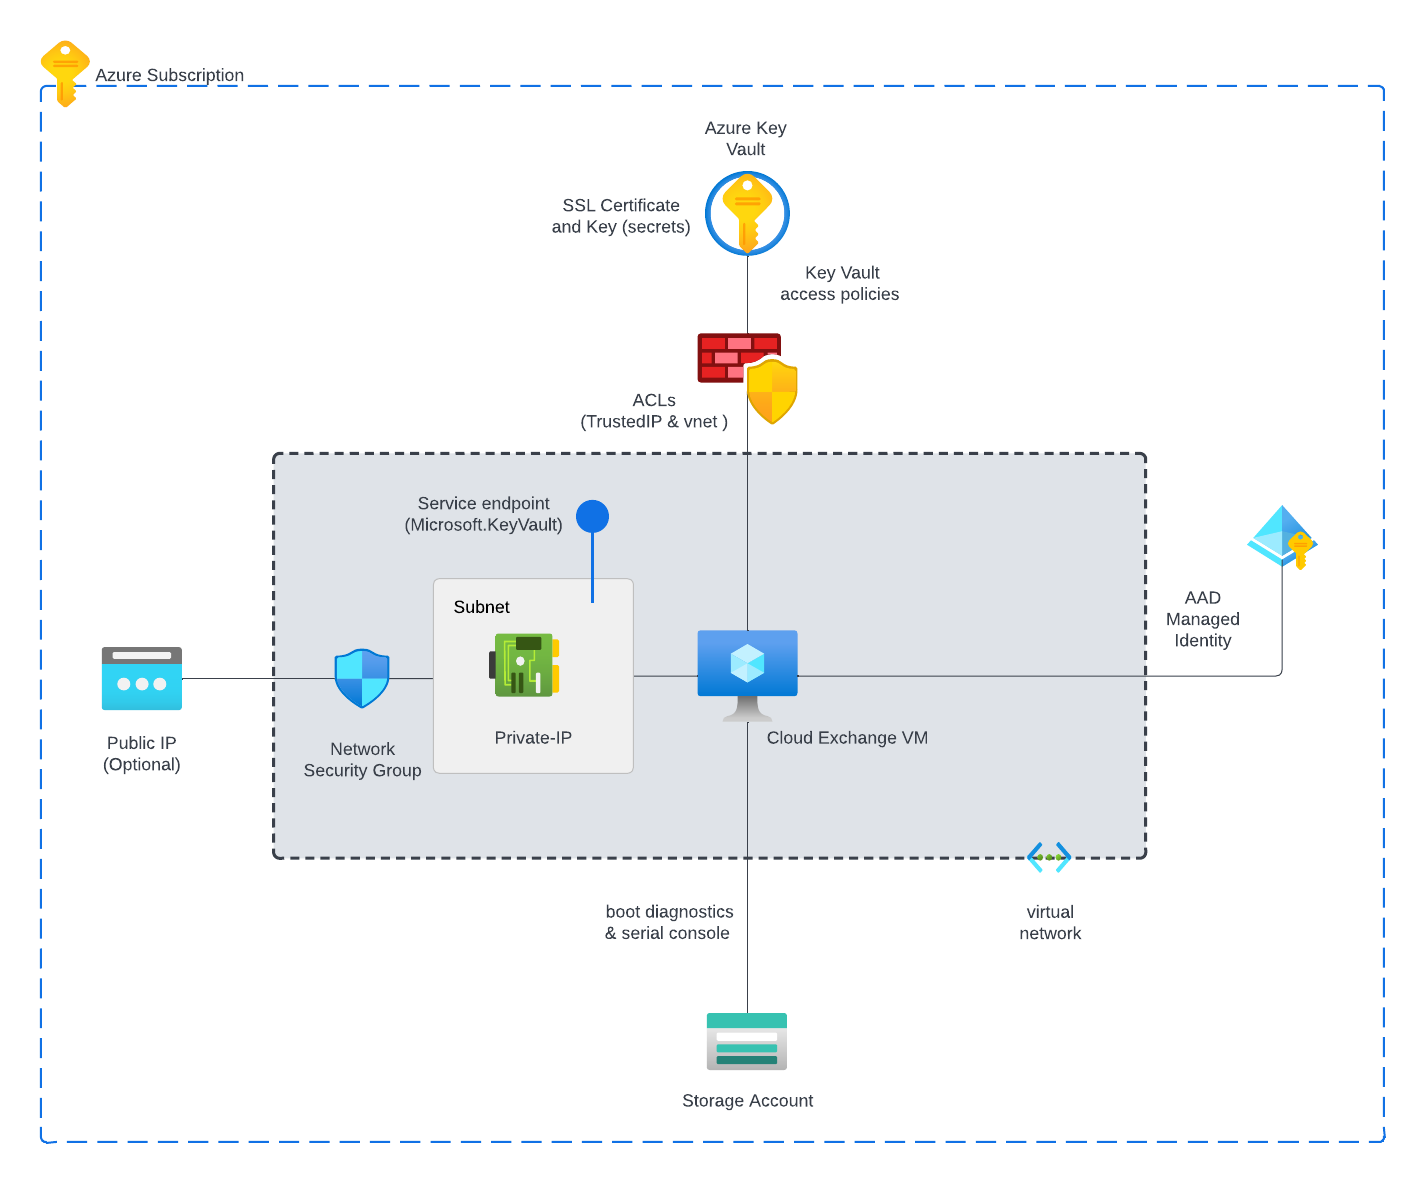 Azure Subscription
Azure Key
Vault
SSL Certificate
and Key (secrets)
Key Vault
access policies
ACLs
(TrustedIP & vnet )
Service endpoint
(Microsoft.KeyVault)
Subnet
Private-IP
Public IP
(Optional)
Network
Security Group
Cloud Exchange VM
AAD
Managed
Identity
boot diagnostics
& serial console
virtual
network
Storage Account